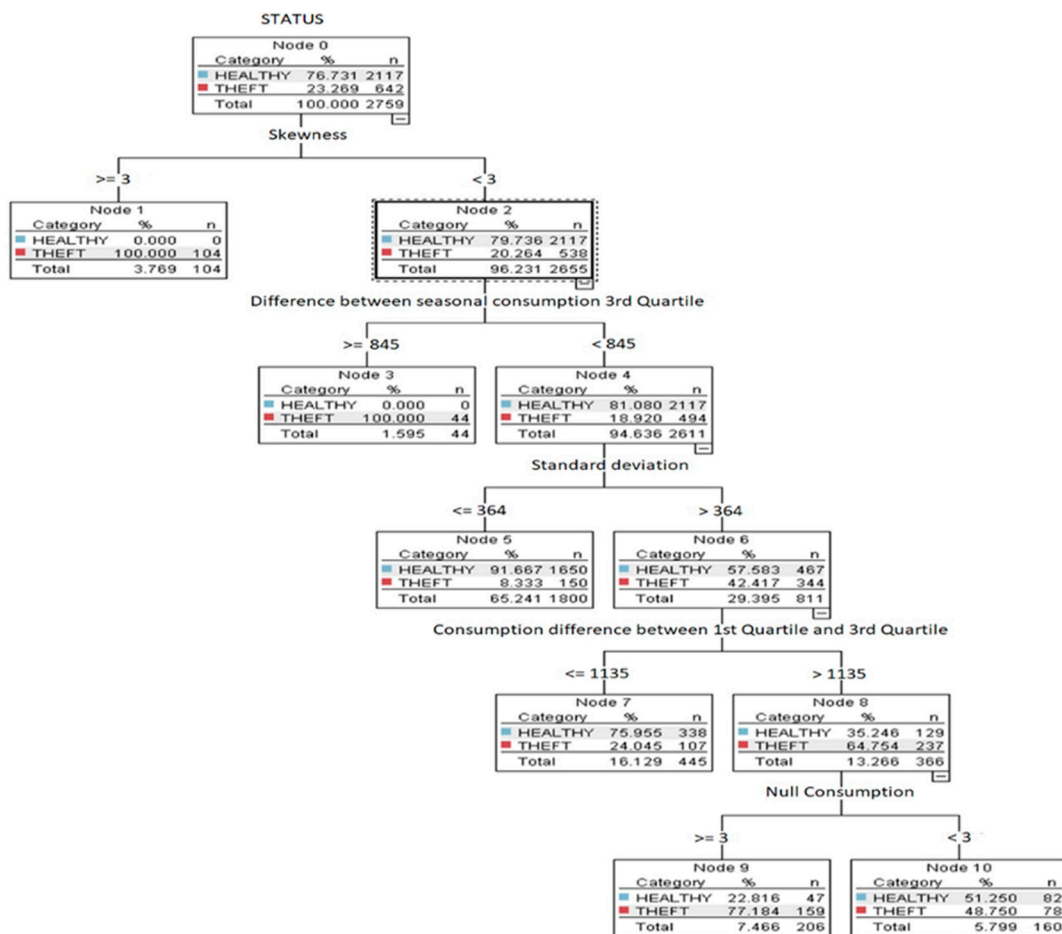 STATUS
Node 0
Category % n
HEALTHY 76.731 2117
THEFT 23.269 642
Total 100.000 2759
Skewness
>= 3
< 3
Node 1
Category % n
HEALTHY 0.000 0
THEFT 100.000 104
Total 3.769 104
Node 2
Category % n
HEALTHY 79.736 2117
THEFT 20.264 538
Total 96.231 2655
Difference between seasonal consumption 3rd Quartile
>= 845
< 845
Node 3
Category % n
HEALTHY 0.000 0
THEFT 100.000 44
Total 1.595 44
Node 4
Category % n
HEALTHY 81.080 2117
THEFT 18.920 494
Total 94.636 2611
Standard deviation
<= 364
> 364
Node 5
Category % n
HEALTHY 91.667 1650
THEFT 8.333 150
Total 65.241 1800
Node 6
Category % n
HEALTHY 57.583 467
THEFT 42.417 344
Total 29.395 811
Consumption difference between 1st Quartile and 3rd Quartile
<= 1135
> 1135
Node 7
Category % n
HEALTHY 75.955 338
THEFT 24.045 107
Total 16.129 445
Node 8
Category % n
HEALTHY 35.246 129
THEFT 64.754 237
Total 13.266 366
Null Consumption
>= 3
< 3
Node 9
Category % n
HEALTHY 22.816 47
THEFT 77.184 159
Total 7.466 206
Node 10
Category % n
HEALTHY 51.250 82
THEFT 48.750 78
Total 5.799 160